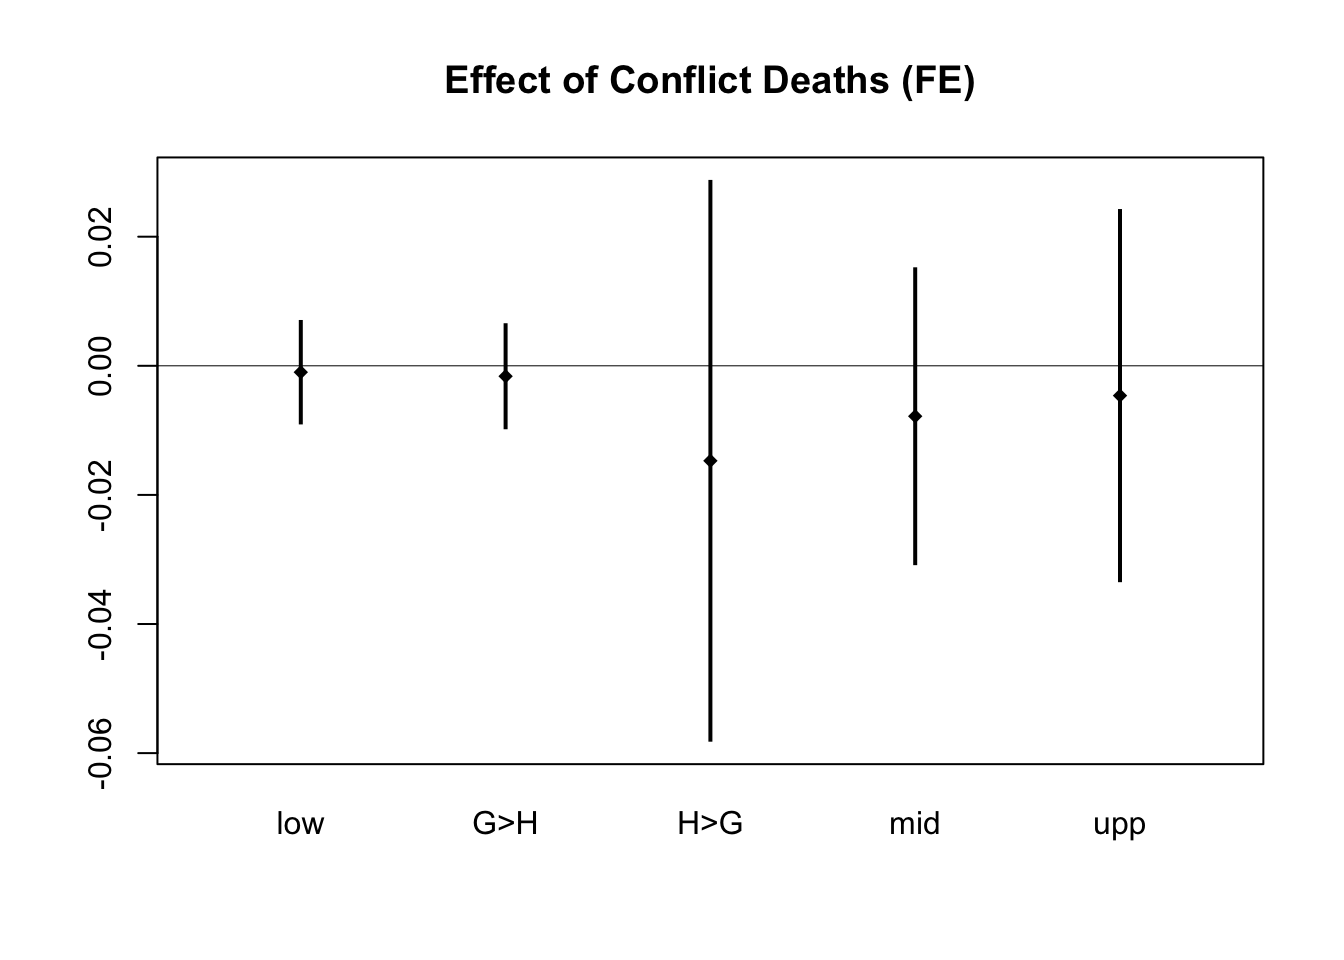 Effect of Conflict Deaths (FE)
0.02
0.00
-0.02
-0.04
-0.06
low G>H H>G mid upp